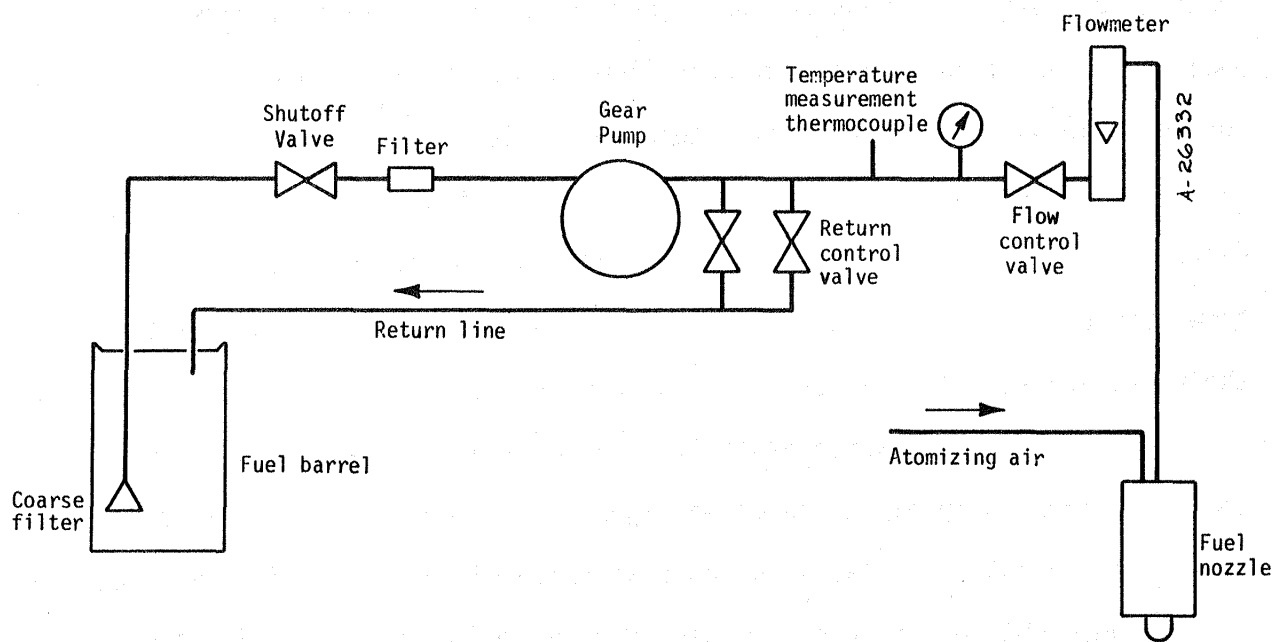 Flowmeter
Temperature
measurement
thermocouple
Shutoff
Valve
Filter
Gear
Pump
A-26332
Return
control
valve
Flow
control
valve
Return line
Fuel barrel
Coarse
filter
Atomizing air
Fuel
nozzle